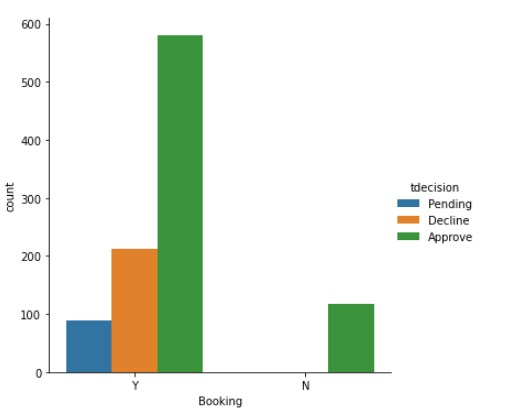 600
500
400
300
200
100
0
count
Y
N
Booking
tdecision
Pending
Decline
Approve